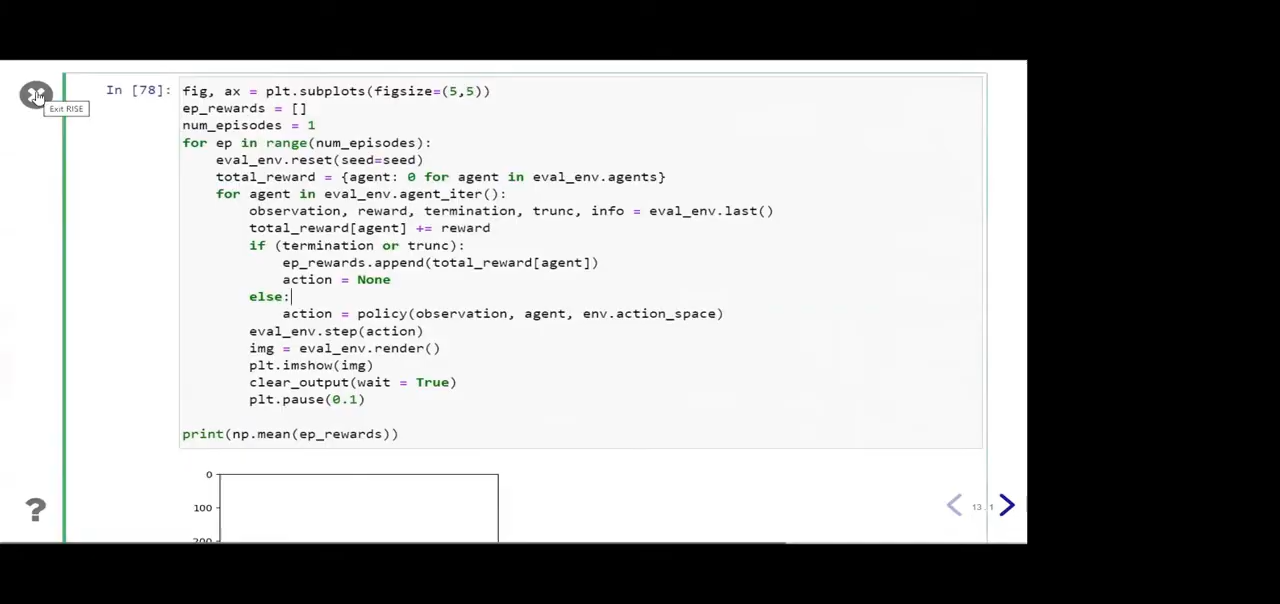 In [78]:
fig, ax = plt.subplots(figsize=(5,5))
ep_rewards = []
num_episodes = 1
for ep in range(num_episodes):
    eval_env.reset(seed=seed)
    total_reward = {agent: 0 for agent in eval_env.agents}
    for agent in eval_env.agent_iter():
        observation, reward, termination, trunc, info = eval_env.last()
        total_reward[agent] += reward
        if (termination or trunc):
            ep_rewards.append(total_reward[agent])
            action = None
        else:
            action = policy(observation, agent, env.action_space)
        eval_env.step(action)
        img = eval_env.render()
        plt.imshow(img)
        clear_output(wait = True)
        plt.pause(0.1)
print(np.mean(ep_rewards))
Exit RISE
0
100
200
?
13.1